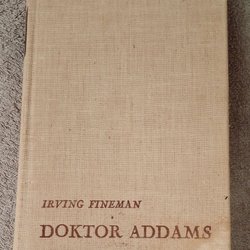 IRVING FINEMAN
DOKTOR ADDAMS